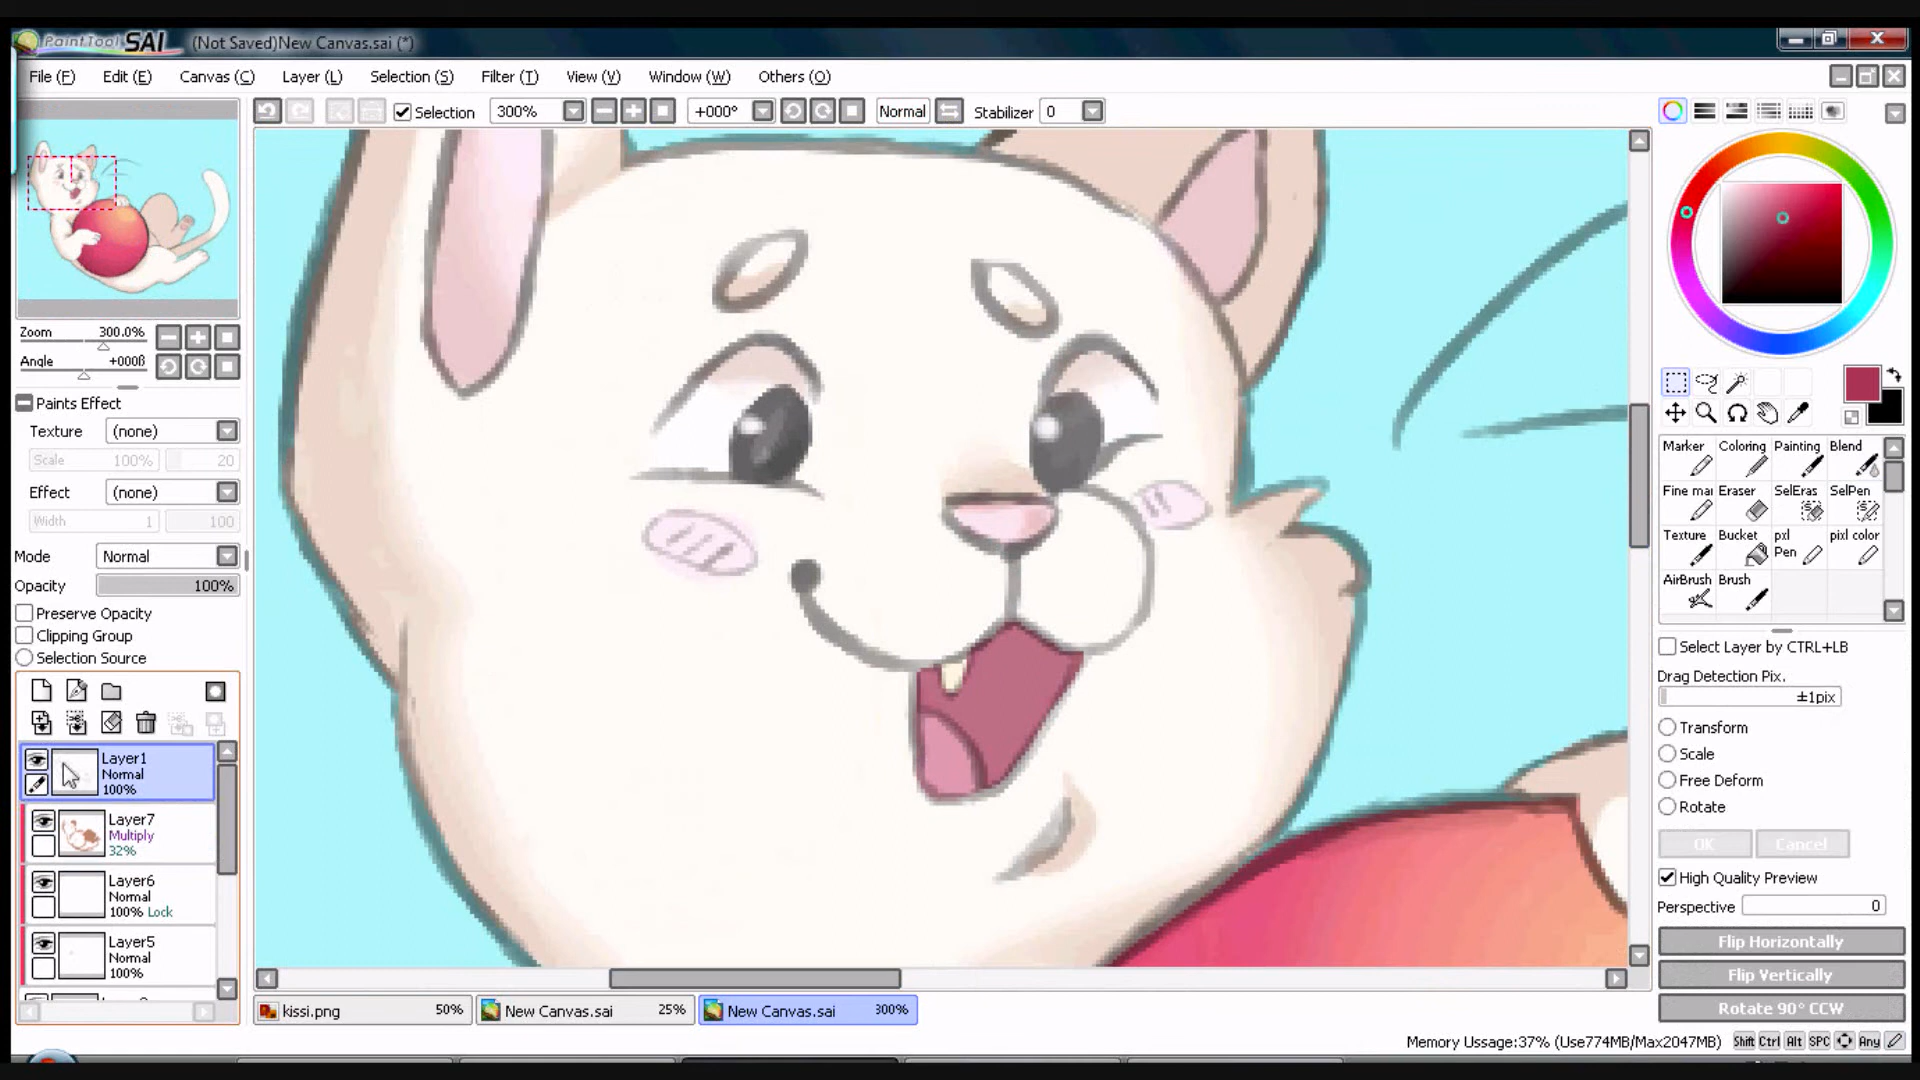 PaintTool SAI (Not Saved)New Canvas.sai (*)
File (F) Edit (E) Canvas (C) Layer (L) Selection (S) Filter (T) View (V) Window (W) Others (O)
Selection 300% +000° Normal Stabilizer 0
Zoom 300.0%
Angle +000ß
Paints Effect
Texture (none)
Scale 100% 20
Effect (none)
Width 1 100
Mode Normal
Opacity 100%
Preserve Opacity
Clipping Group
Selection Source
Layer1
Normal
100%
Layer7
Multiply
32%
Layer6
Normal
100% Lock
Layer5
Normal
100%
kissi.png 50% New Canvas.sai 25% New Canvas.sai 300%
Marker Coloring Painting Blend
Fine mai Eraser SelEras SelPen
Texture Bucket pxl Pen pixl color
AirBrush Brush
Select Layer by CTRL+LB
Drag Detection Pix.
±1pix
Transform
Scale
Free Deform
Rotate
OK Cancel
High Quality Preview
Perspective 0
Flip Horizontally
Flip Vertically
Rotate 90° CCW
Memory Ussage:37% (Use774MB/Max2047MB) Shift Ctrl Alt SPC Any